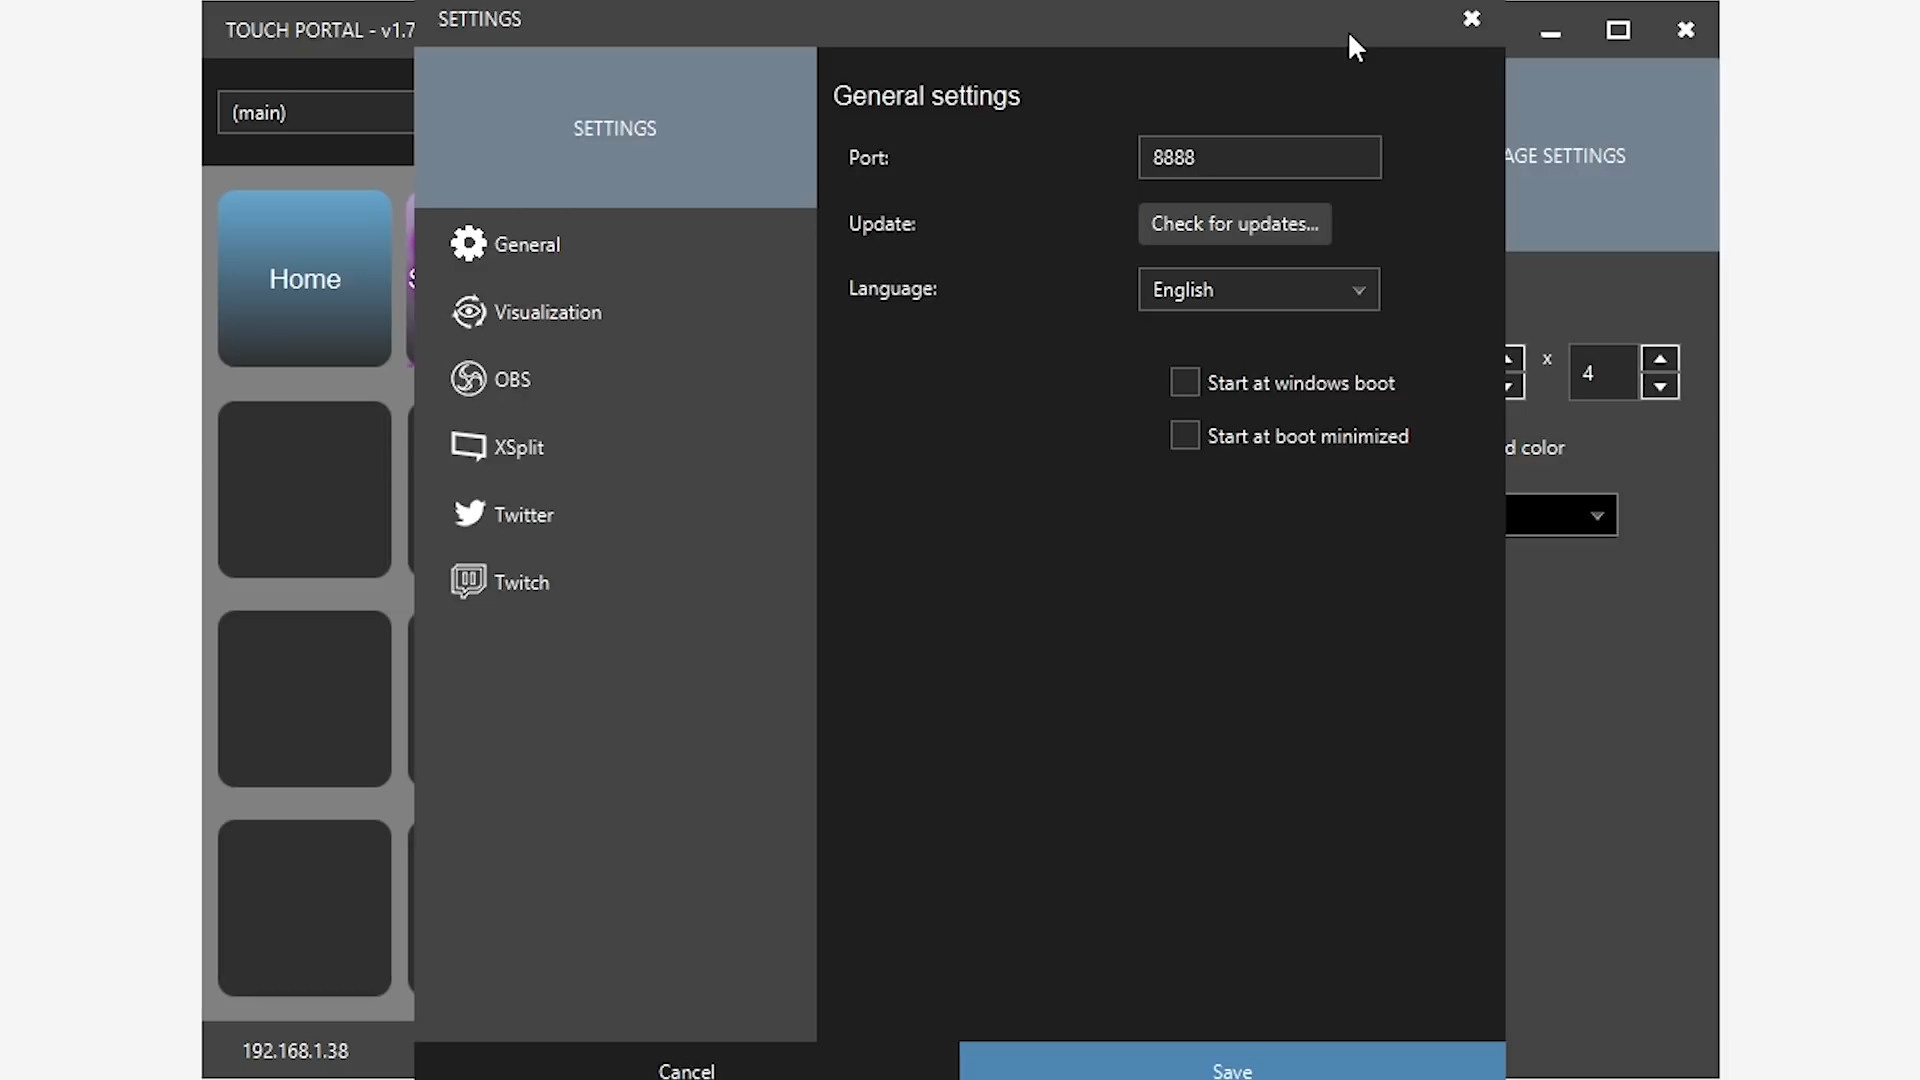 TOUCH PORTAL - v1.7
SETTINGS
(main)
SETTINGS
General settings
Port:
8888
AGE SETTINGS
Update:
Check for updates...
Home
General
Language:
English
Visualization
x
4
OBS
Start at windows boot
XSplit
Start at boot minimized
d color
Twitter
Twitch
192.168.1.38
Cancel
Save